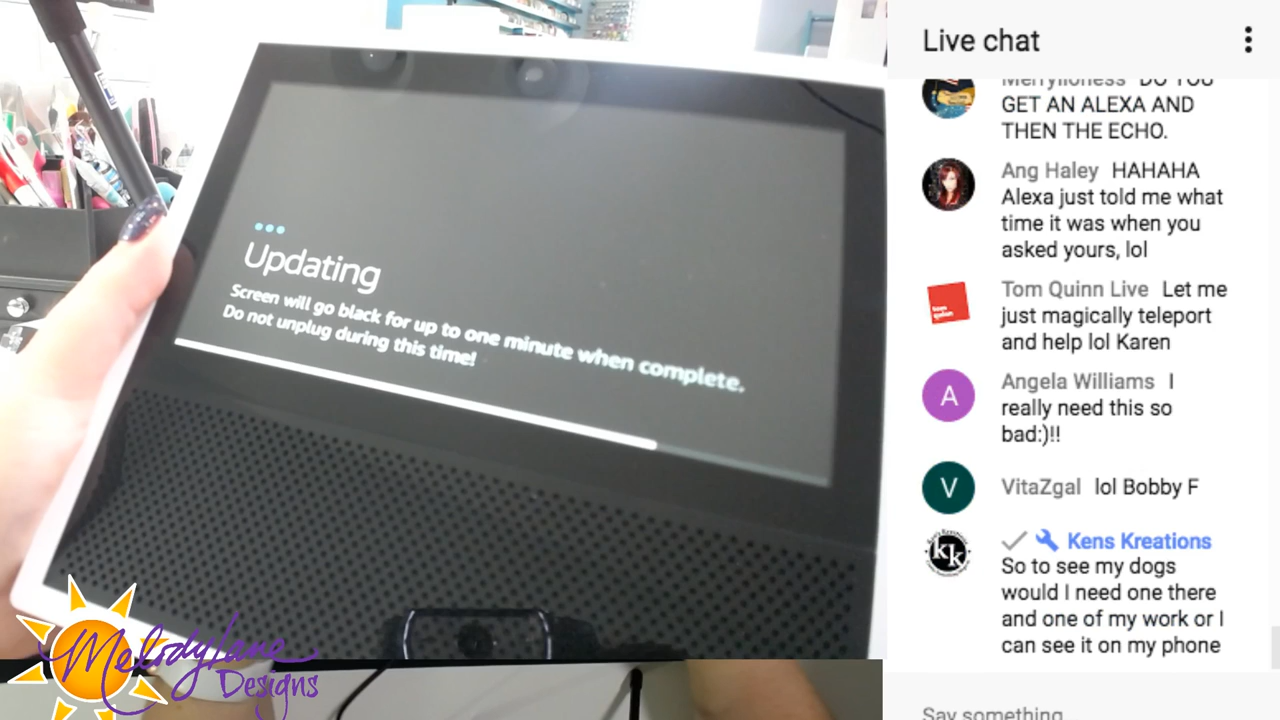 Updating
Screen will go black for up to one minute when complete.
Do not unplug during this time!
MelodyLane
Designs
Live chat
Merrylioness DO YOU
GET AN ALEXA AND
THEN THE ECHO.
Ang Haley HAHAHA
Alexa just told me what
time it was when you
asked yours, lol
Tom Quinn Live Let me
just magically teleport
and help lol Karen
Angela Williams I
really need this so
bad:)!!
A
VitaZgal lol Bobby F
V
Kens Kreations
kk
So to see my dogs
would I need one there
and one of my work or I
can see it on my phone
Say something